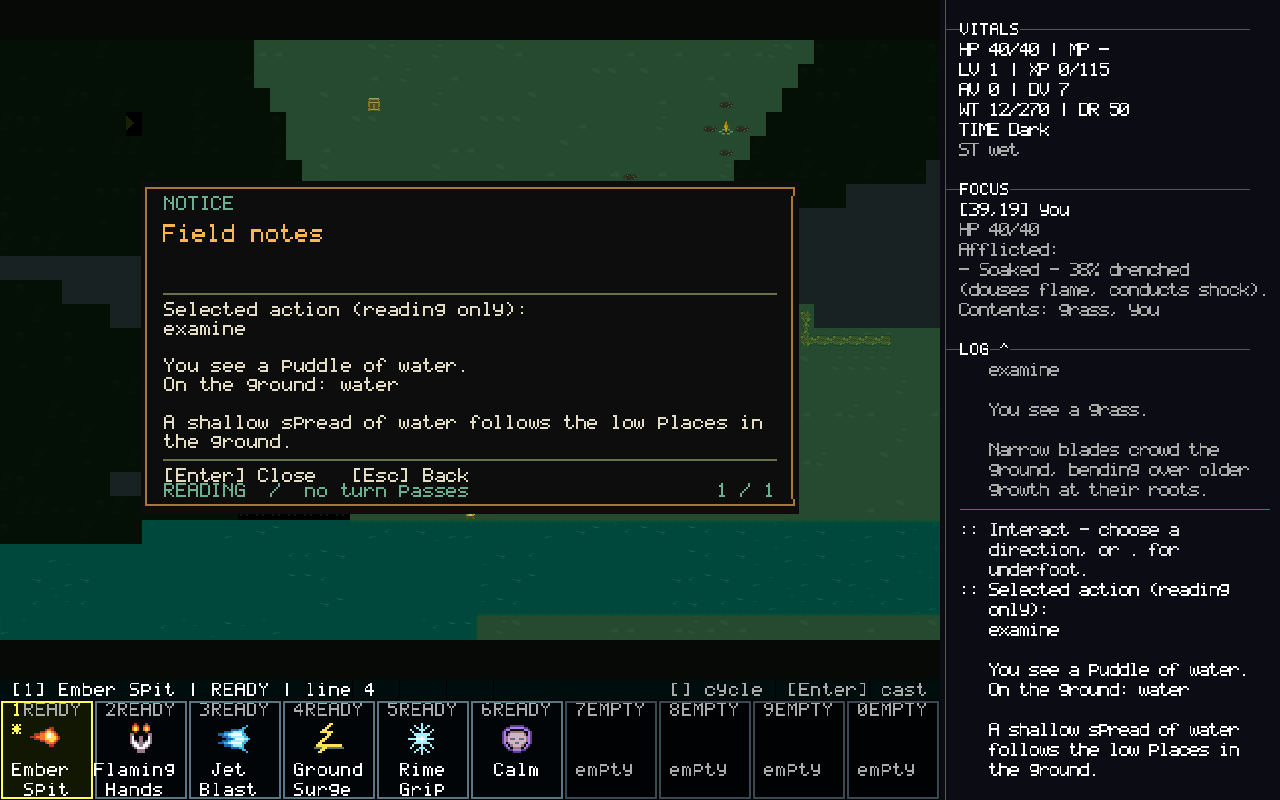 NOTICE
Field notes
Selected action (reading only):
examine
You see a Puddle of water.
On the ground: water
A shallow spread of water follows the low Places in
the ground.
[Enter] Close [Esc] Back
READING / no turn Passes 1 / 1
[1] Ember Spit | READY | line 4 [] cycle [Enter] cast
1READY 2READY 3READY 4READY 5READY 6READY 7EMPTY 8EMPTY 9EMPTY 0EMPTY
*
Ember Flaming Jet Ground Rime Calm empty empty empty empty
Spit Hands Blast Surge Grip
VITALS
HP 40/40 | MP -
LV 1 | XP 0/115
AV 0 | DV 7
WT 12/270 | DR 50
TIME Dark
ST wet
FOCUS
[39,19] You
HP 40/40
Afflicted:
- Soaked - 38% drenched
(douses flame, conducts shock).
Contents: grass, You
LOG ^
examine
You see a grass.
Narrow blades crowd the
ground, bending over older
growth at their roots.
:: Interact - choose a
direction, or . for
underfoot.
:: Selected action (reading
only):
examine
You see a Puddle of water.
On the ground: water
A shallow spread of water
follows the low Places in
the ground.